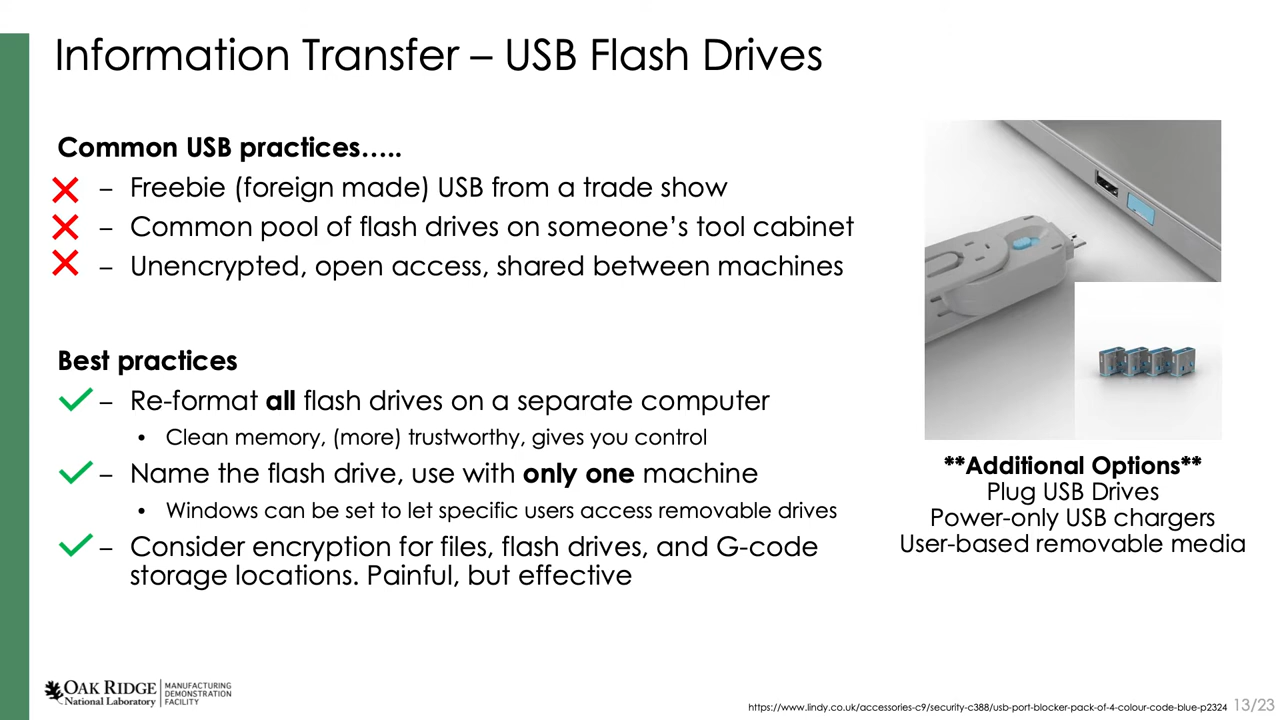 Information Transfer – USB Flash Drives
Common USB practices…..
– Freebie (foreign made) USB from a trade show
– Common pool of flash drives on someone’s tool cabinet
– Unencrypted, open access, shared between machines
Best practices
– Re-format all flash drives on a separate computer
• Clean memory, (more) trustworthy, gives you control
– Name the flash drive, use with only one machine
• Windows can be set to let specific users access removable drives
– Consider encryption for files, flash drives, and G-code
storage locations. Painful, but effective
**Additional Options**
Plug USB Drives
Power-only USB chargers
User-based removable media
OAK RIDGE
National Laboratory
MANUFACTURING
DEMONSTRATION
FACILITY
https://www.lindy.co.uk/accessories-c9/security-c388/usb-port-blocker-pack-of-4-colour-code-blue-p2324
13/23